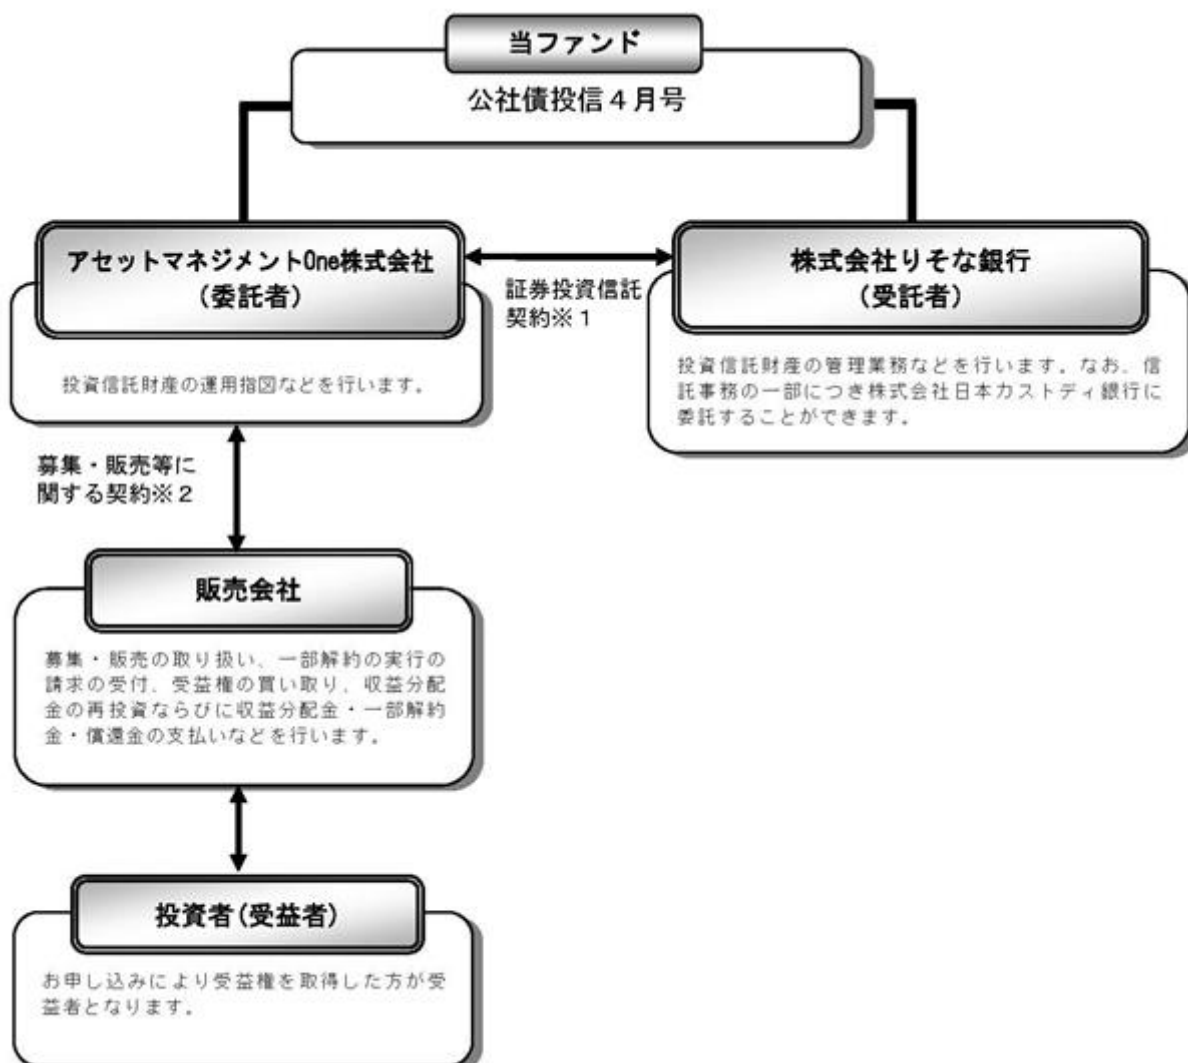 当ファンド
公社債投信４月号
アセットマネジメントOne株式会社
（委託者）
投資信託財産の運用指図などを行います。
証券投資信託
契約※１
株式会社りそな銀行
（受託者）
投資信託財産の管理業務などを行います。なお、信
託事務の一部につき株式会社日本カストディ銀行に
委託することができます。
募集・販売等に
関する契約※２
販売会社
募集・販売の取り扱い、一部解約の実行の
請求の受付、受益権の買い取り、収益分配
金の再投資ならびに収益分配金・一部解約
金・償還金の支払いなどを行います。
投資者（受益者）
お申し込みにより受益権を取得した方が受
益者となります。